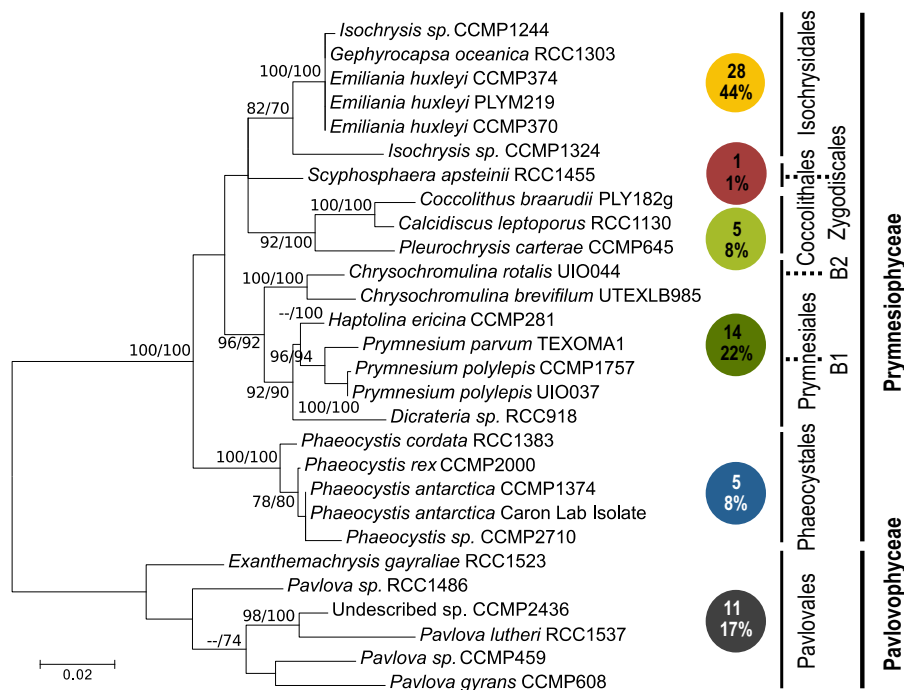 Isochrysis sp. CCMP1244
Gephyrocapsa oceanica RCC1303
100/100
Emiliania huxleyi CCMP374
Emiliania huxleyi PLYM219
82/70
Emiliania huxleyi CCMP370
Isochrysis sp. CCMP1324
28
44%
Isochrysidales
Scyphosphaera apsteinii RCC1455
1
1%
Zygodiscales
100/100
Coccolithus braarudii PLY182g
Calcidiscus leptoporus RCC1130
92/100
Pleurochrysis carterae CCMP645
5
8%
Coccolithales
100/100
Chrysochromulina rotalis UIO044
Chrysochromulina brevifilum UTEXLB985
B2
--/100
Haptolina ericina CCMP281
96/92
96/94
Prymnesium parvum TEXOMA1
Prymnesium polylepis CCMP1757
92/90
Prymnesium polylepis UIO037
100/100
Dicrateria sp. RCC918
14
22%
Prymnesiales
B1
100/100
Prymnesiophyceae
100/100
Phaeocystis cordata RCC1383
Phaeocystis rex CCMP2000
78/80
Phaeocystis antarctica CCMP1374
Phaeocystis antarctica Caron Lab Isolate
Phaeocystis sp. CCMP2710
5
8%
Phaeocystales
Exanthemachrysis gayraliae RCC1523
Pavlova sp. RCC1486
98/100
Undescribed sp. CCMP2436
Pavlova lutheri RCC1537
--/74
Pavlova sp. CCMP459
Pavlova gyrans CCMP608
11
17%
Pavlovales
Pavlovophyceae
0.02